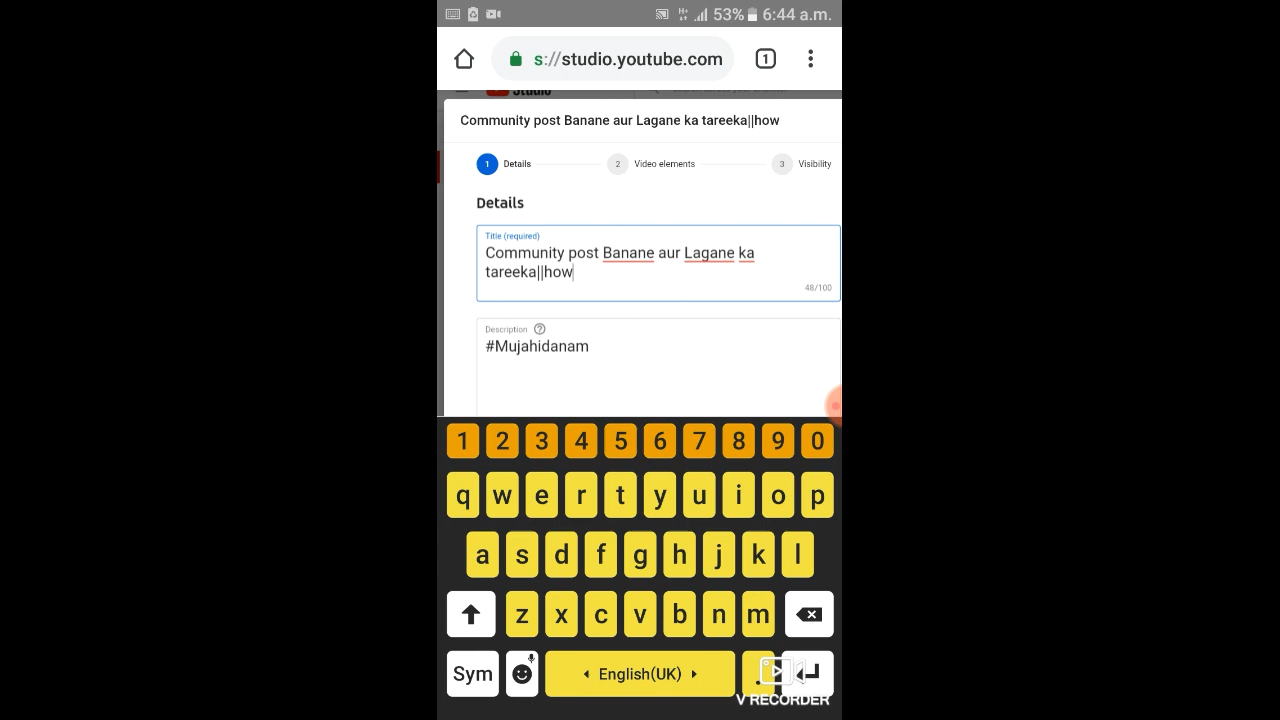 53% 6:44 a.m.
s://studio.youtube.com 1
Studio
Community post Banane aur Lagane ka tareeka||how
1 Details 2 Video elements 3 Visibility
Details
Title (required)
Community post Banane aur Lagane ka
tareeka||how
48/100
Description ?
#Mujahidanam
1 2 3 4 5 6 7 8 9 0
q w e r t y u i o p
a s d f g h j k l
z x c v b n m
Sym English(UK) .
V RECORDER